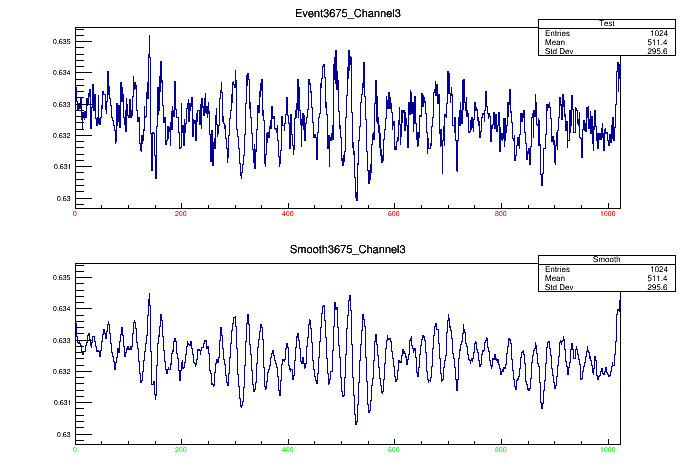 Event3675_Channel3
Test
Entries 1024
Mean 511.4
Std Dev 295.6
0.635
0.634
0.633
0.632
0.631
0.63
0 200 400 600 800 1000
Smooth3675_Channel3
Smooth
Entries 1024
Mean 511.4
Std Dev 295.6
0.635
0.634
0.633
0.632
0.631
0.63
0 200 400 600 800 1000